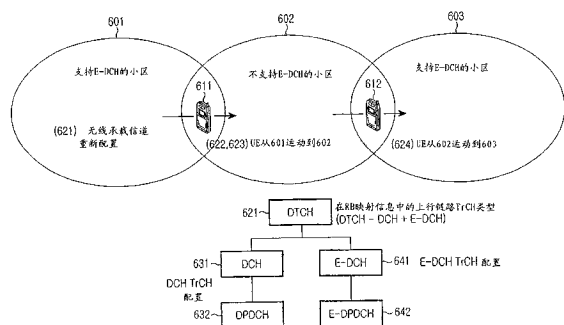 601
602
603
支持E-DCH的小区
不支持E-DCH的小区
支持E-DCH的小区
611
612
(621) 无线承载信道
重新配置
(622,623)UE从601运动到602
(624)UE从602运动到603
621
DTCH
在RB映射信息中的上行链路TrCH类型
(DTCH - DCH + E-DCH)
631
DCH
E-DCH
641
E-DCH TrCH 配置
DCH TrCH
配置
632
DPDCH
E-DPDCH
642